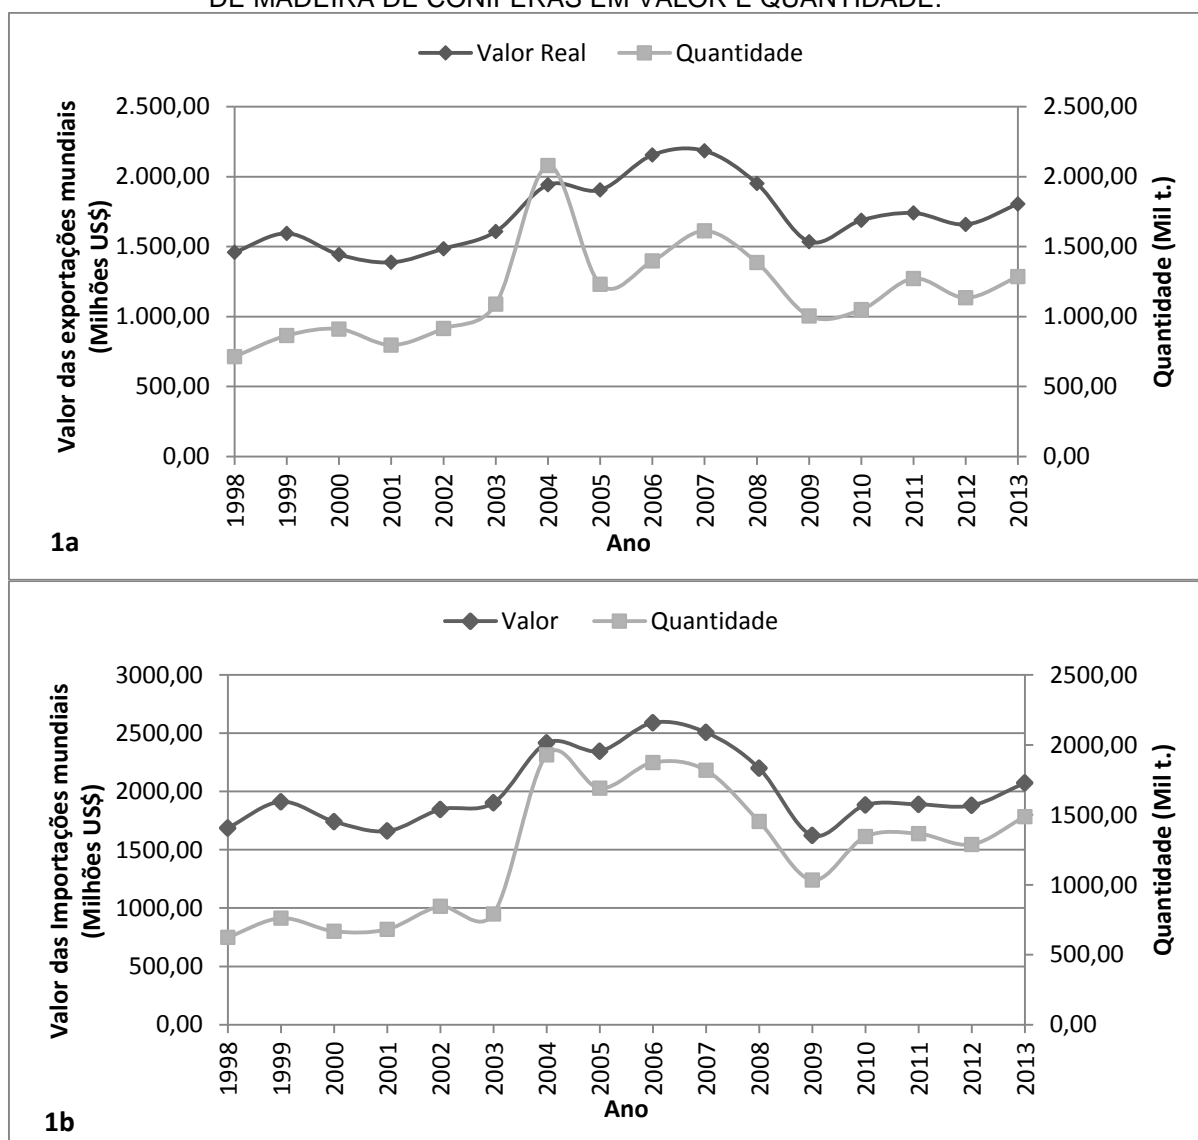 DE MADEIRA DE CONÍFERAS EM VALOR E QUANTIDADE.
Valor Real Quantidade
Valor das exportações mundiais
(Milhões US$)
2.500,00
2.000,00
1.500,00
1.000,00
500,00
0,00
2.500,00
2.000,00
1.500,00
1.000,00
500,00
0,00
Quantidade (Mil t.)
1998 1999 2000 2001 2002 2003 2004 2005 2006 2007 2008 2009 2010 2011 2012 2013
Ano
1a
Valor Quantidade
Valor das Importações mundiais
(Milhões US$)
3000,00
2500,00
2000,00
1500,00
1000,00
500,00
0,00
2500,00
2000,00
1500,00
1000,00
500,00
0,00
Quantidade (Mil t.)
1998 1999 2000 2001 2002 2003 2004 2005 2006 2007 2008 2009 2010 2011 2012 2013
Ano
1b